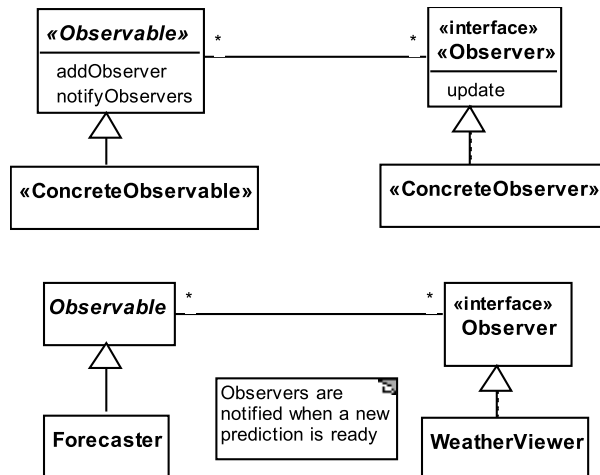 «Observable»
addObserver
notifyObservers
*
*
«interface»
«Observer»
update
«ConcreteObservable»
«ConcreteObserver»
Observable
*
*
«interface»
Observer
Observers are
notified when a new
prediction is ready
Forecaster
WeatherViewer